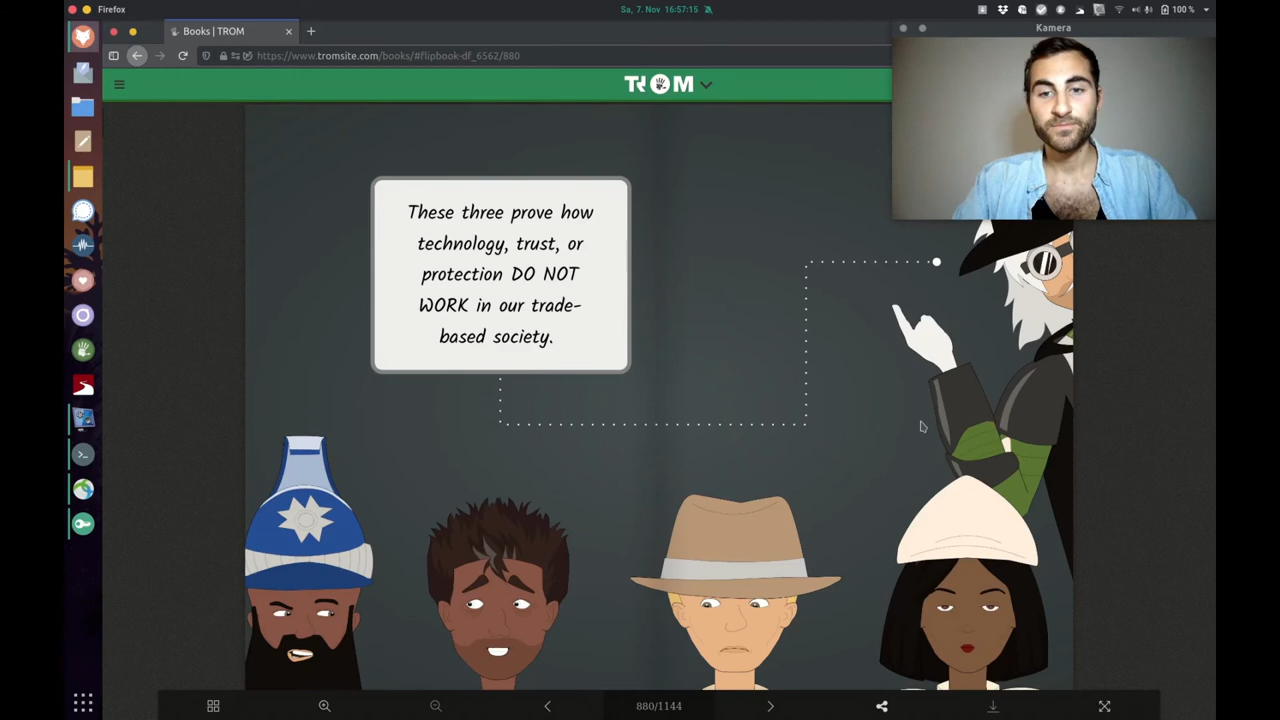 Firefox
Sa, 7. Nov 16:57:15
100 %
Books | TROM
Kamera
https://www.tromsite.com/books/#flipbook-df_6562/880
TROM
These three prove how
technology, trust, or
protection DO NOT
WORK in our trade-
based society.
880/1144